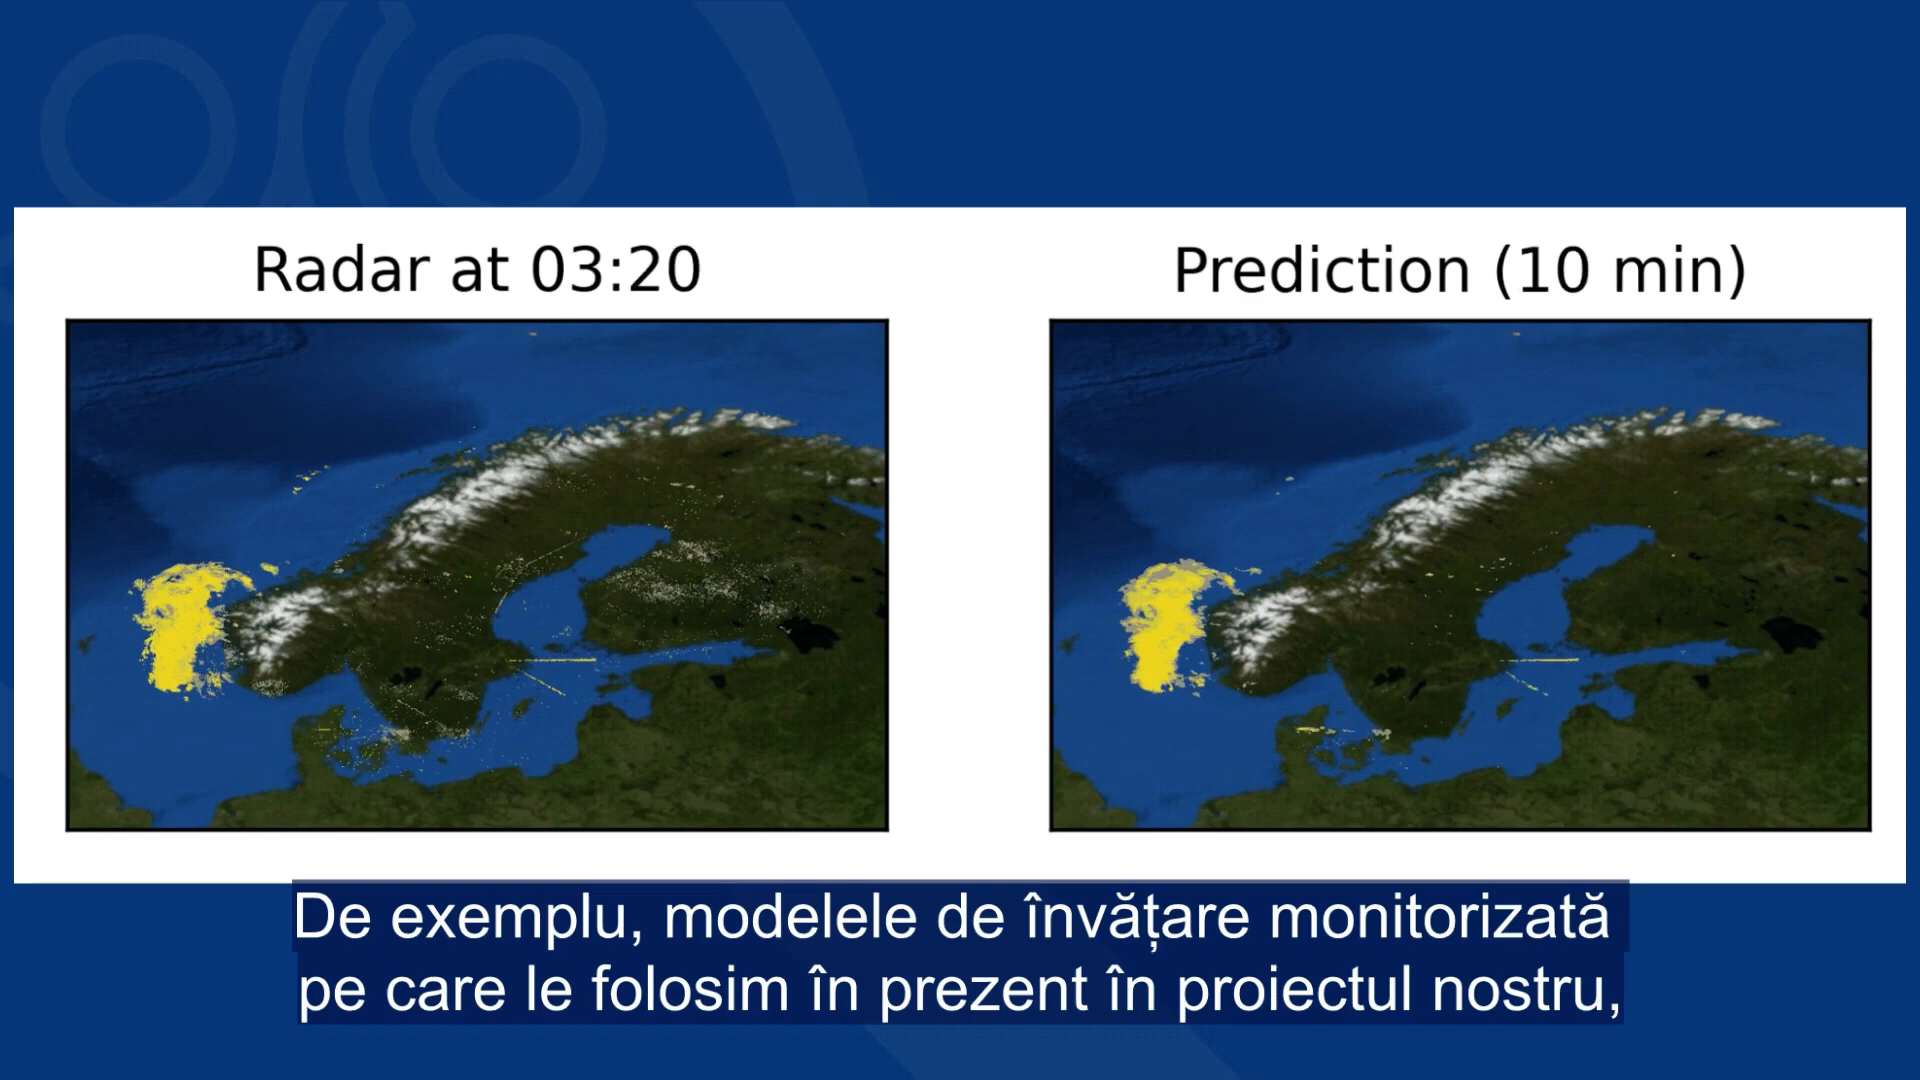 Radar at 03:20
Prediction (10 min)
De exemplu, modelele de învățare monitorizată
pe care le folosim în prezent în proiectul nostru,